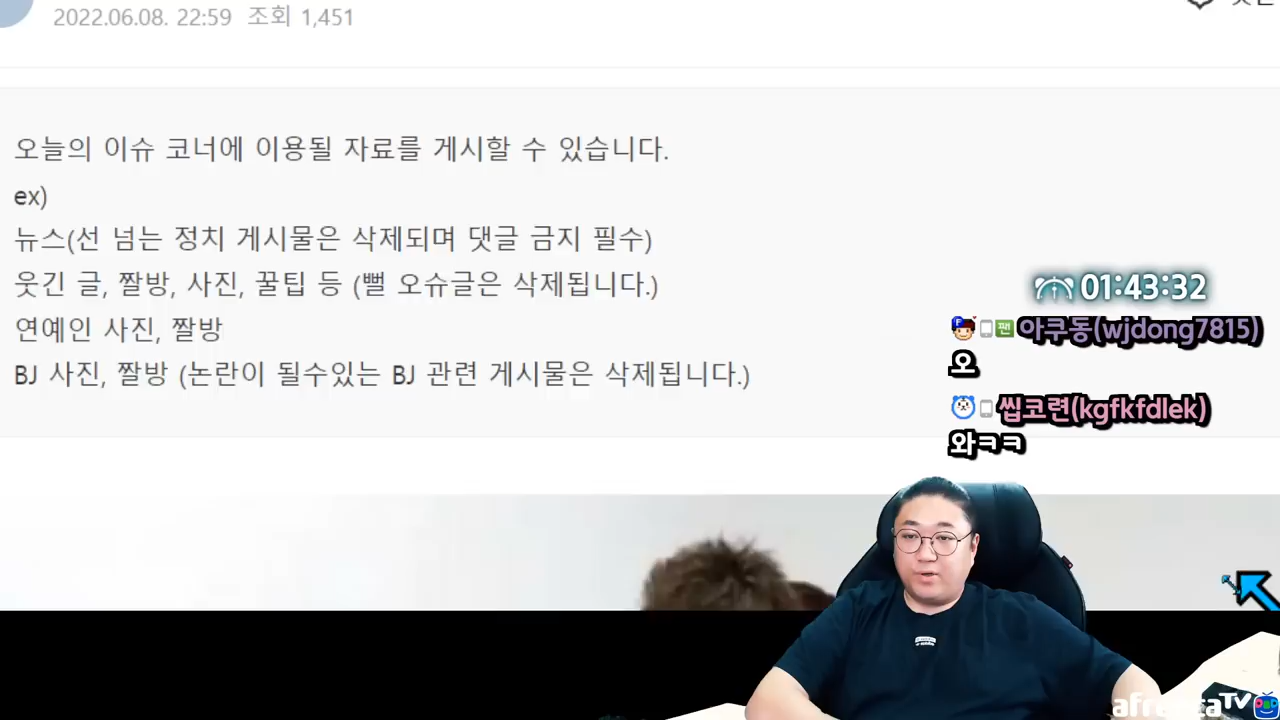 2022.06.08. 22:59 조회 1,451
오늘의 이슈 코너에 이용될 자료를 게시할 수 있습니다.
ex)
뉴스(선 넘는 정치 게시물은 삭제되며 댓글 금지 필수)
웃긴 글, 짤방, 사진, 꿀팁 등 (뻘 오슈글은 삭제됩니다.)
연예인 사진, 짤방
BJ 사진, 짤방 (논란이 될수있는 BJ 관련 게시물은 삭제됩니다.)
01:43:32
팬 아쿠동(wjdong7815)
오
씹코련(kgfkfdlek)
와ㅋㅋ
afreecaTV